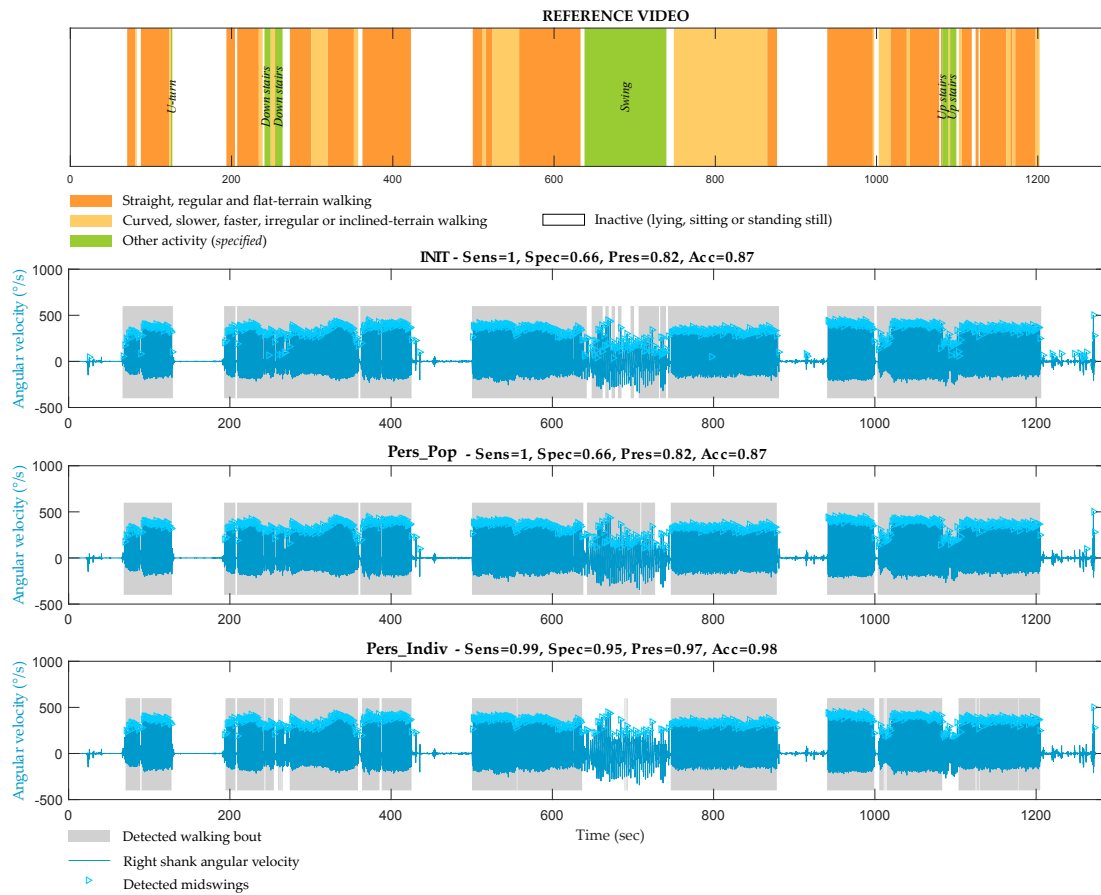 REFERENCE VIDEO
U-turn
Down stairs
Down stairs
Swing
Up stairs
Up stairs
0 200 400 600 800 1000 1200
Straight, regular and flat-terrain walking
Curved, slower, faster, irregular or inclined-terrain walking
Inactive (lying, sitting or standing still)
Other activity (specified)
INIT - Sens=1, Spec=0.66, Pres=0.82, Acc=0.87
Angular velocity (°/s)
1000
500
0
-500
0 200 400 600 800 1000 1200
Pers_Pop - Sens=1, Spec=0.66, Pres=0.82, Acc=0.87
Angular velocity (°/s)
1000
500
0
-500
0 200 400 600 800 1000 1200
Pers_Indiv - Sens=0.99, Spec=0.95, Pres=0.97, Acc=0.98
Angular velocity (°/s)
1000
500
0
-500
0 200 400 600 800 1000 1200
Time (sec)
Detected walking bout
Right shank angular velocity
Detected midswings